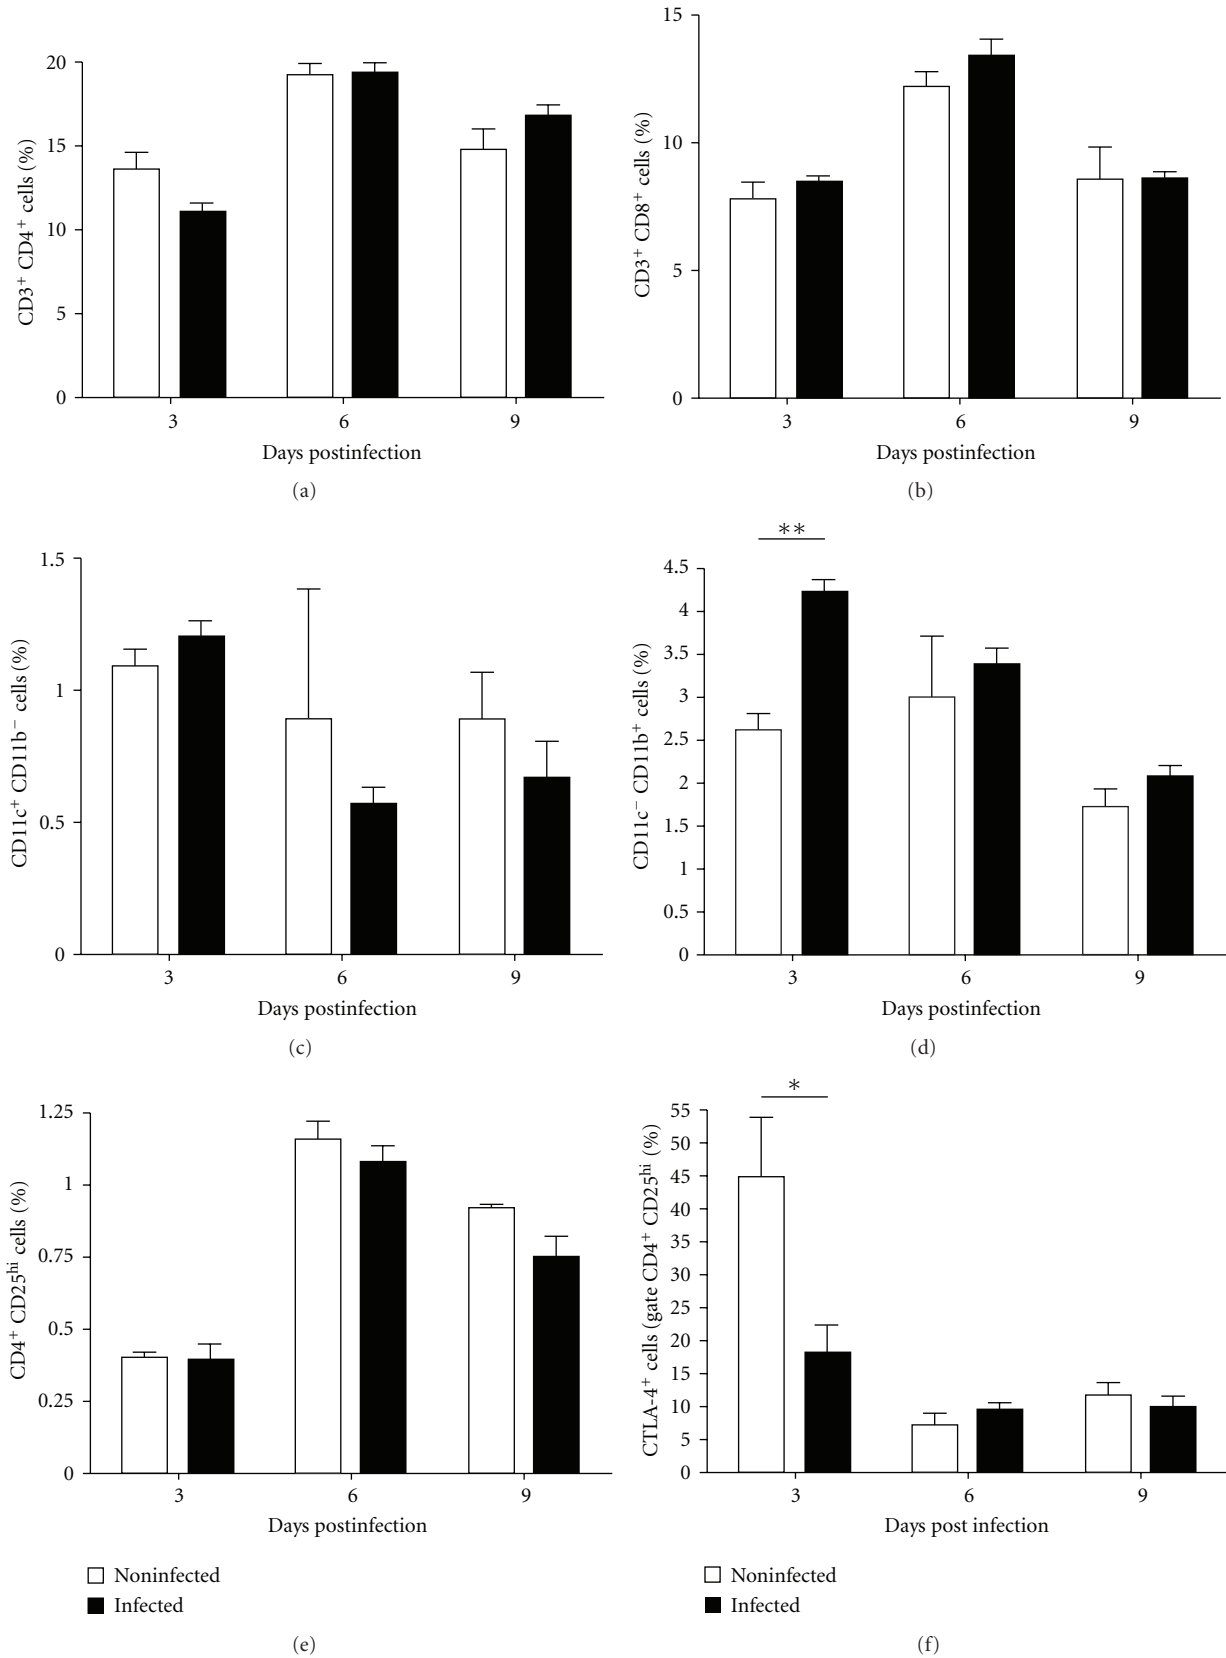 20
15
10
5
0
CD3+ CD4+ cells (%)
3 6 9
Days postinfection
(a)
15
10
5
0
CD3+ CD8+ cells (%)
3 6 9
Days postinfection
(b)
1.5
1
0.5
0
CD11c+ CD11b− cells (%)
3 6 9
Days postinfection
(c)
**
4.5
4
3.5
3
2.5
2
1.5
1
0.5
0
CD11c− CD11b+ cells (%)
3 6 9
Days postinfection
(d)
1.25
1
0.75
0.5
0.25
0
CD4+ CD25hi cells (%)
3 6 9
Days postinfection
Noninfected
Infected
(e)
*
55
50
45
40
35
30
25
20
15
10
5
0
CTLA-4+ cells (gate CD4+ CD25hi (%)
3 6 9
Days post infection
Noninfected
Infected
(f)